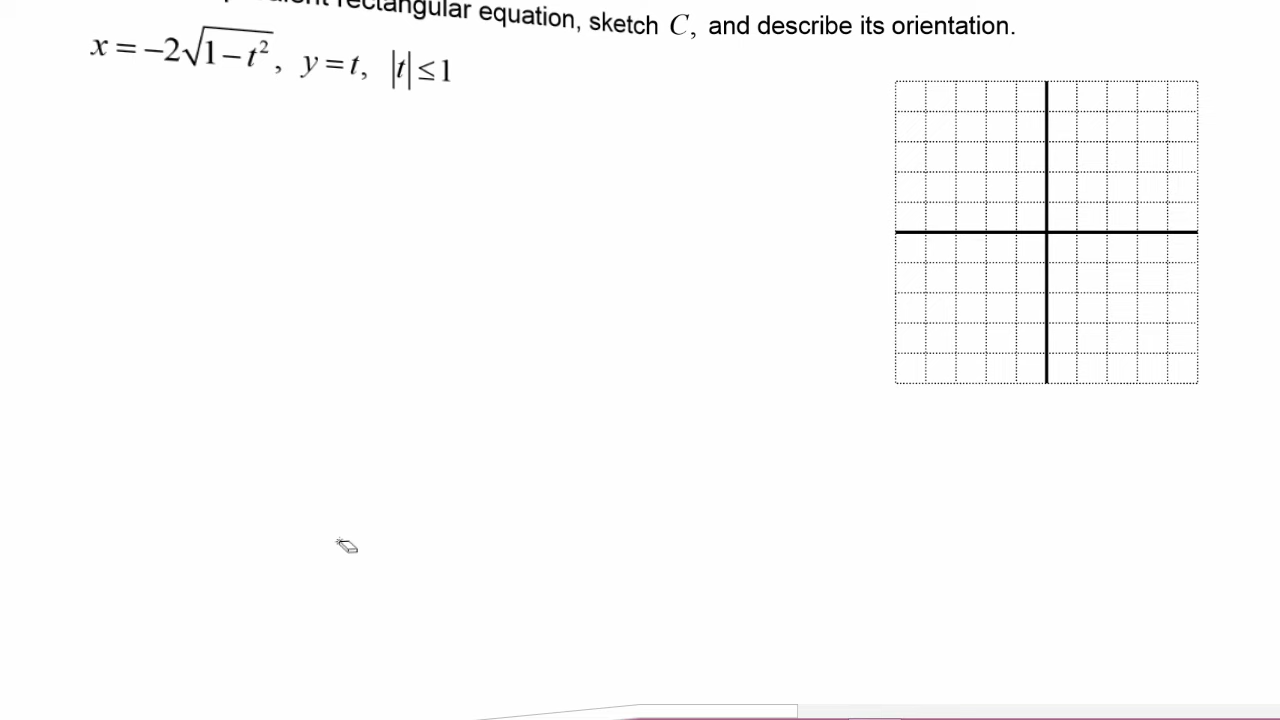 rectangular equation, sketch C, and describe its orientation.
x = −2√(1 − t²), y = t, |t| ≤ 1